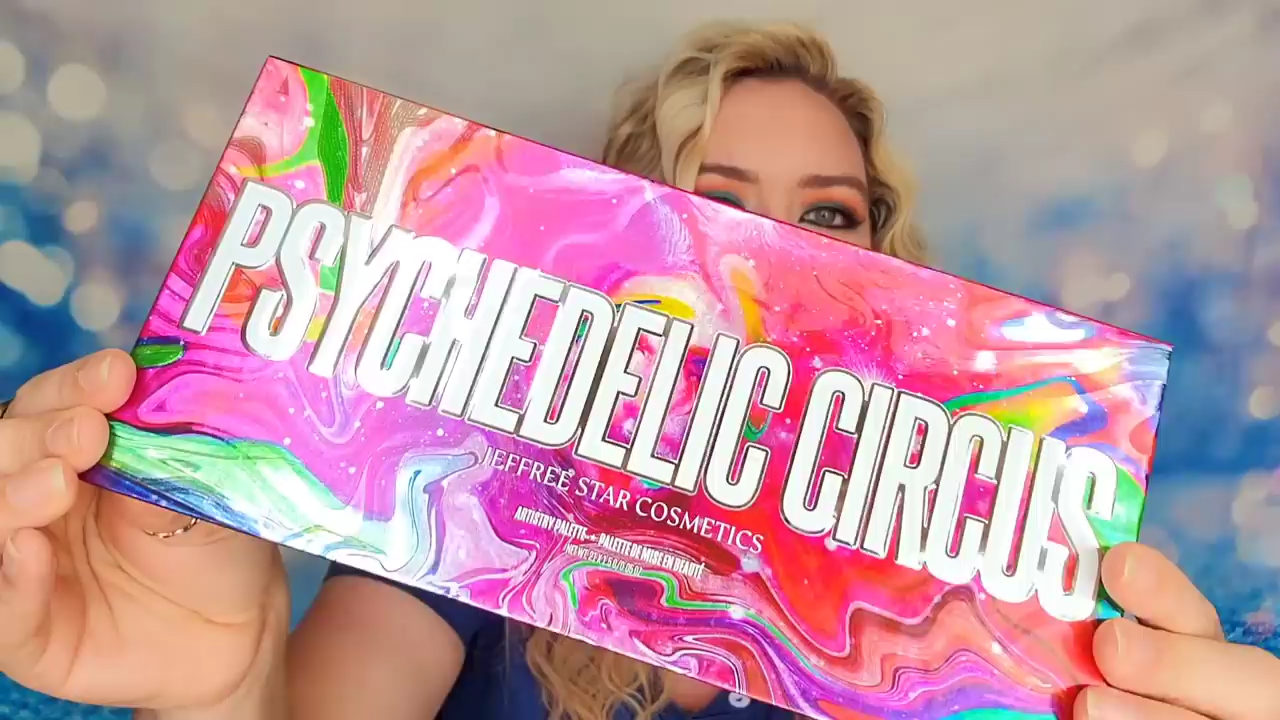 PSYCHEDELIC CIRCUS
JEFFREE STAR COSMETICS
ARTISTRY PALETTE • PALETTE DE MISE EN BEAUTÉ